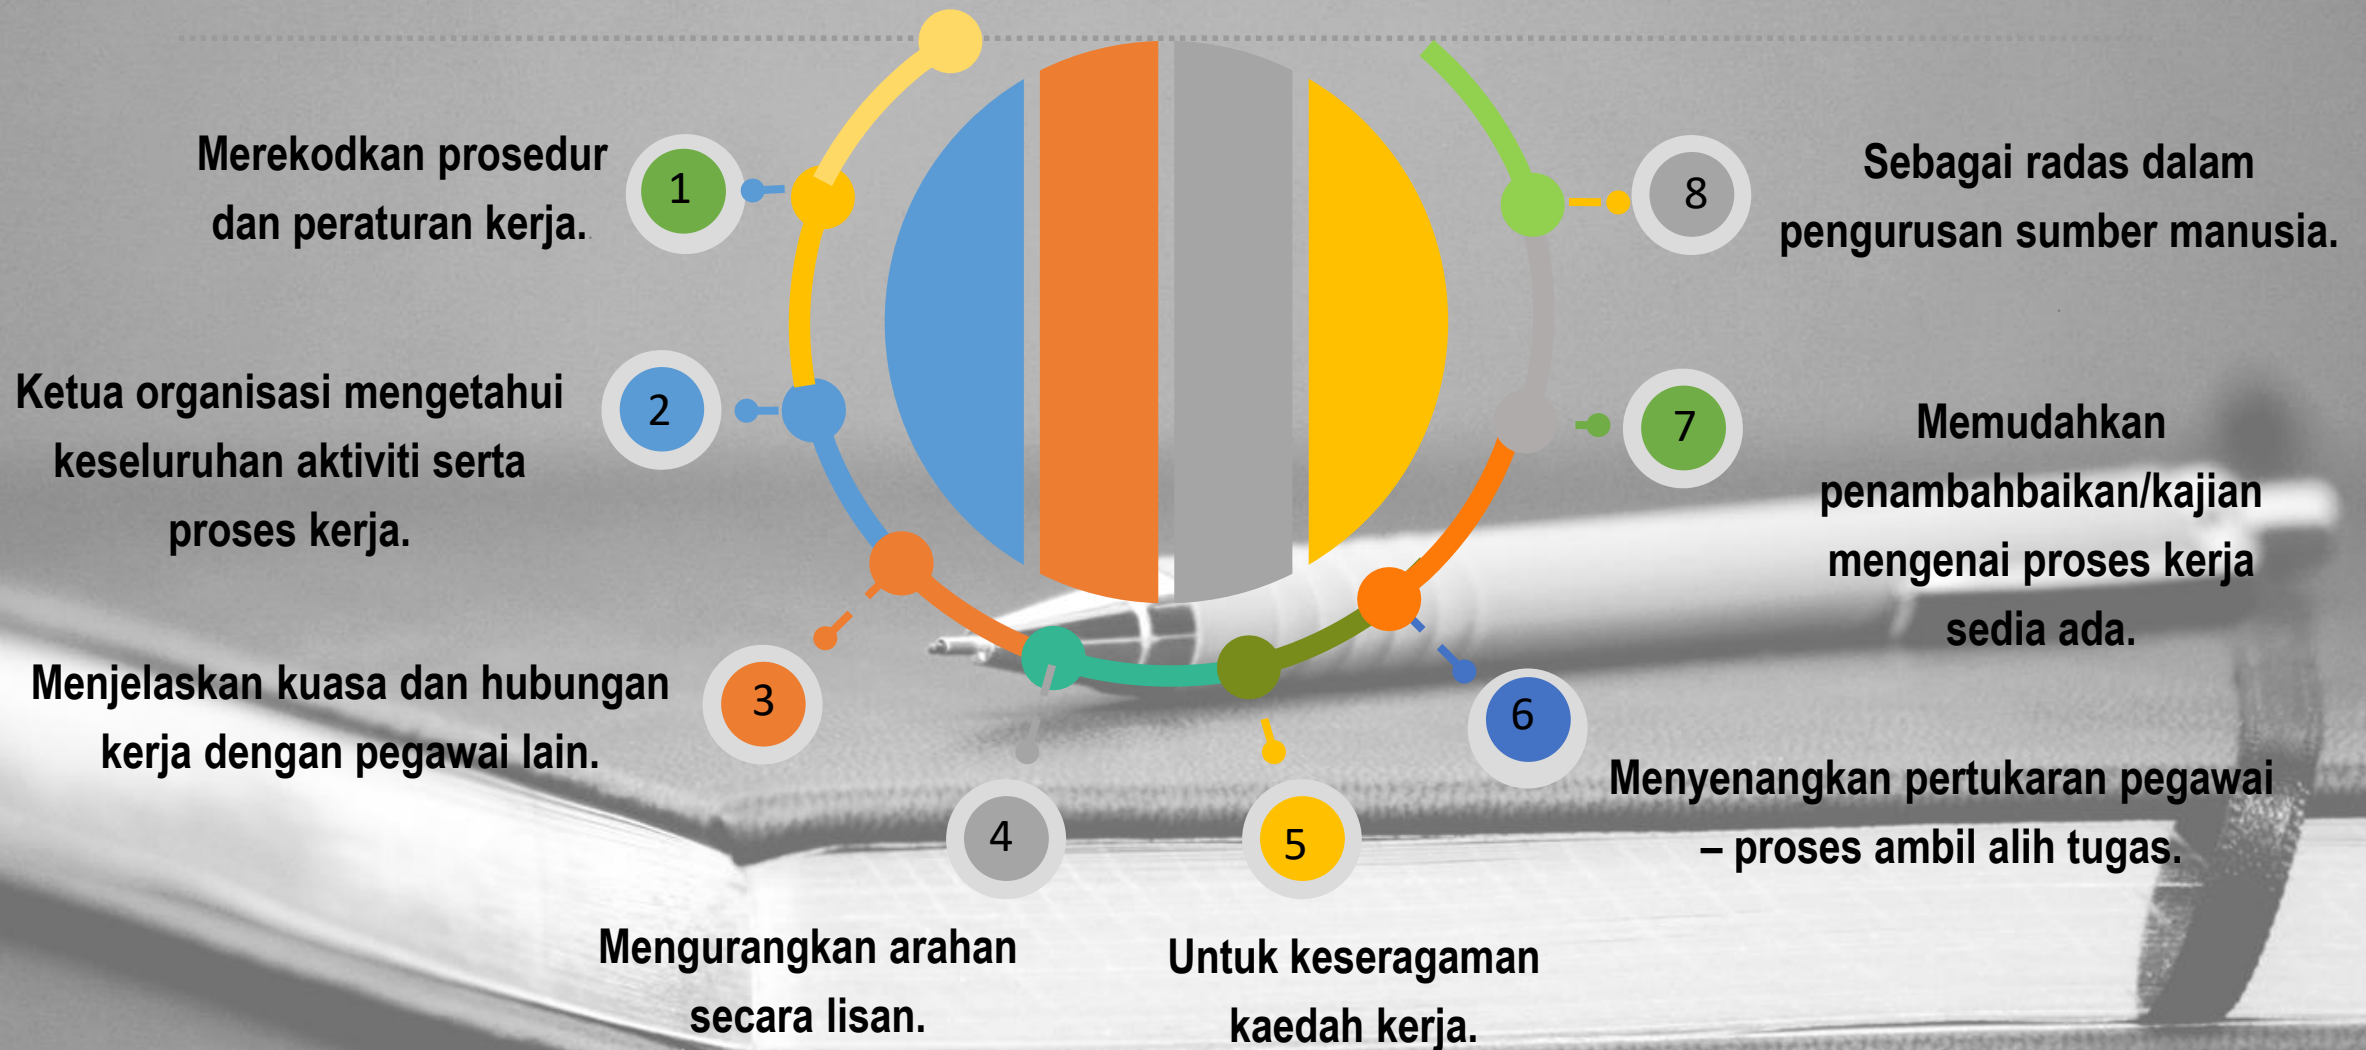 1
Merekodkan prosedur
dan peraturan kerja.
2
Ketua organisasi mengetahui
keseluruhan aktiviti serta
proses kerja.
3
Menjelaskan kuasa dan hubungan
kerja dengan pegawai lain.
4
Mengurangkan arahan
secara lisan.
5
Untuk keseragaman
kaedah kerja.
6
Menyenangkan pertukaran pegawai
– proses ambil alih tugas.
7
Memudahkan
penambahbaikan/kajian
mengenai proses kerja
sedia ada.
8
Sebagai radas dalam
pengurusan sumber manusia.